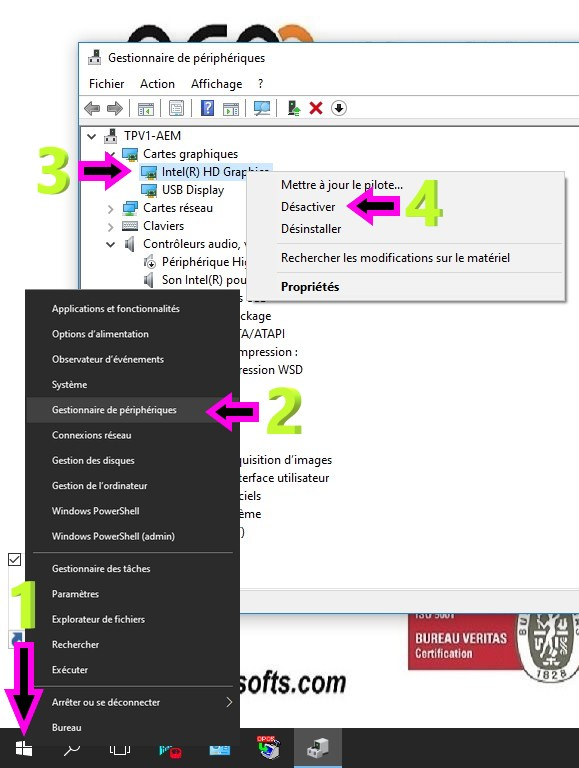 Gestionnaire de périphériques
Fichier Action Affichage ?
TPV1-AEM
Cartes graphiques
3
Intel(R) HD Graphics
USB Display
Cartes réseau
Claviers
Contrôleurs audio, v
Périphérique Hig
Son Intel(R) pou
Mettre à jour le pilote...
Désactiver
4
Désinstaller
Rechercher les modifications sur le matériel
Propriétés
ckage
TA/ATAPI
mpression :
ression WSD
quisition d'images
terface utilisateur
ciels
ème
Applications et fonctionnalités
Options d'alimentation
Observateur d'événements
Système
Gestionnaire de périphériques
2
Connexions réseau
Gestion des disques
Gestion de l'ordinateur
Windows PowerShell
Windows PowerShell (admin)
Gestionnaire des tâches
Paramètres
1
Explorateur de fichiers
Rechercher
Exécuter
Arrêter ou se déconnecter
Bureau
ISO 9001
BUREAU VERITAS
Certification
1828
softs.com